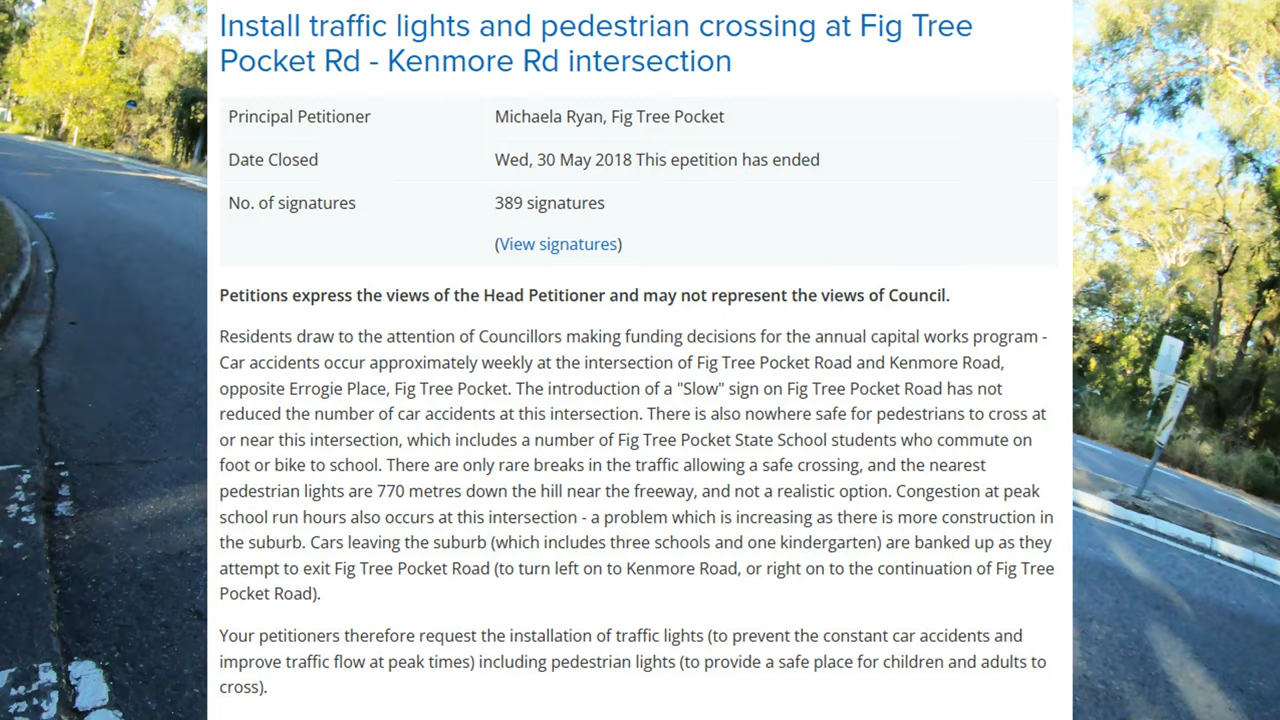 Install traffic lights and pedestrian crossing at Fig Tree
Pocket Rd - Kenmore Rd intersection
Principal Petitioner
Michaela Ryan, Fig Tree Pocket
Date Closed
Wed, 30 May 2018 This epetition has ended
No. of signatures
389 signatures
(View signatures)
Petitions express the views of the Head Petitioner and may not represent the views of Council.
Residents draw to the attention of Councillors making funding decisions for the annual capital works program -
Car accidents occur approximately weekly at the intersection of Fig Tree Pocket Road and Kenmore Road,
opposite Errogie Place, Fig Tree Pocket. The introduction of a "Slow" sign on Fig Tree Pocket Road has not
reduced the number of car accidents at this intersection. There is also nowhere safe for pedestrians to cross at
or near this intersection, which includes a number of Fig Tree Pocket State School students who commute on
foot or bike to school. There are only rare breaks in the traffic allowing a safe crossing, and the nearest
pedestrian lights are 770 metres down the hill near the freeway, and not a realistic option. Congestion at peak
school run hours also occurs at this intersection - a problem which is increasing as there is more construction in
the suburb. Cars leaving the suburb (which includes three schools and one kindergarten) are banked up as they
attempt to exit Fig Tree Pocket Road (to turn left on to Kenmore Road, or right on to the continuation of Fig Tree
Pocket Road).
Your petitioners therefore request the installation of traffic lights (to prevent the constant car accidents and
improve traffic flow at peak times) including pedestrian lights (to provide a safe place for children and adults to
cross).